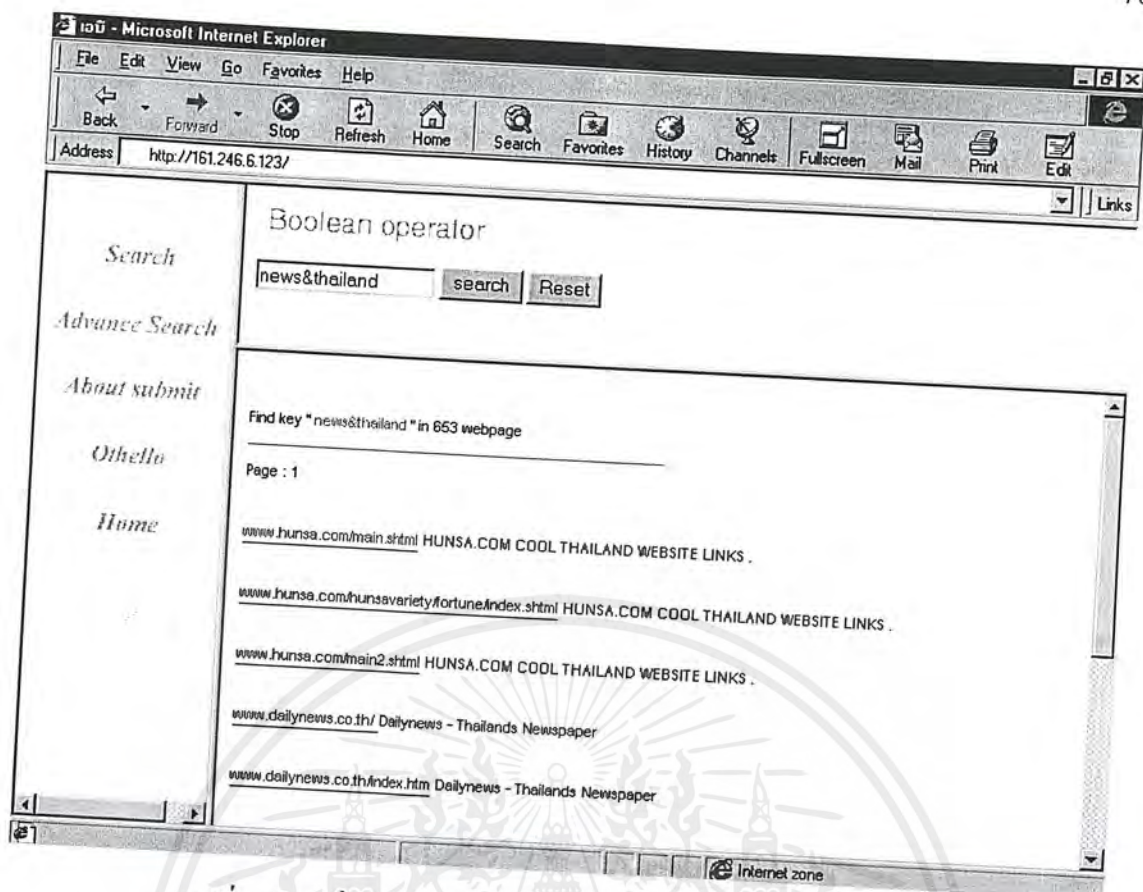 เอบี - Microsoft Internet Explorer
File Edit View Go Favorites Help
Back Forward Stop Refresh Home Search Favorites History Channels Fullscreen Mail Print Edit
Address http://161.246.6.123/ Links
Search
Advance Search
About submit
Othello
Home
Boolean operator
news&thailand search Reset
Find key " news&thailand " in 653 webpage
Page : 1
www.hunsa.com/main.shtml HUNSA.COM COOL THAILAND WEBSITE LINKS .
www.hunsa.com/hunsavariety/fortune/index.shtml HUNSA.COM COOL THAILAND WEBSITE LINKS .
www.hunsa.com/main2.shtml HUNSA.COM COOL THAILAND WEBSITE LINKS .
www.dailynews.co.th/ Dailynews - Thailands Newspaper
www.dailynews.co.th/index.htm Dailynews - Thailands Newspaper
Internet zone